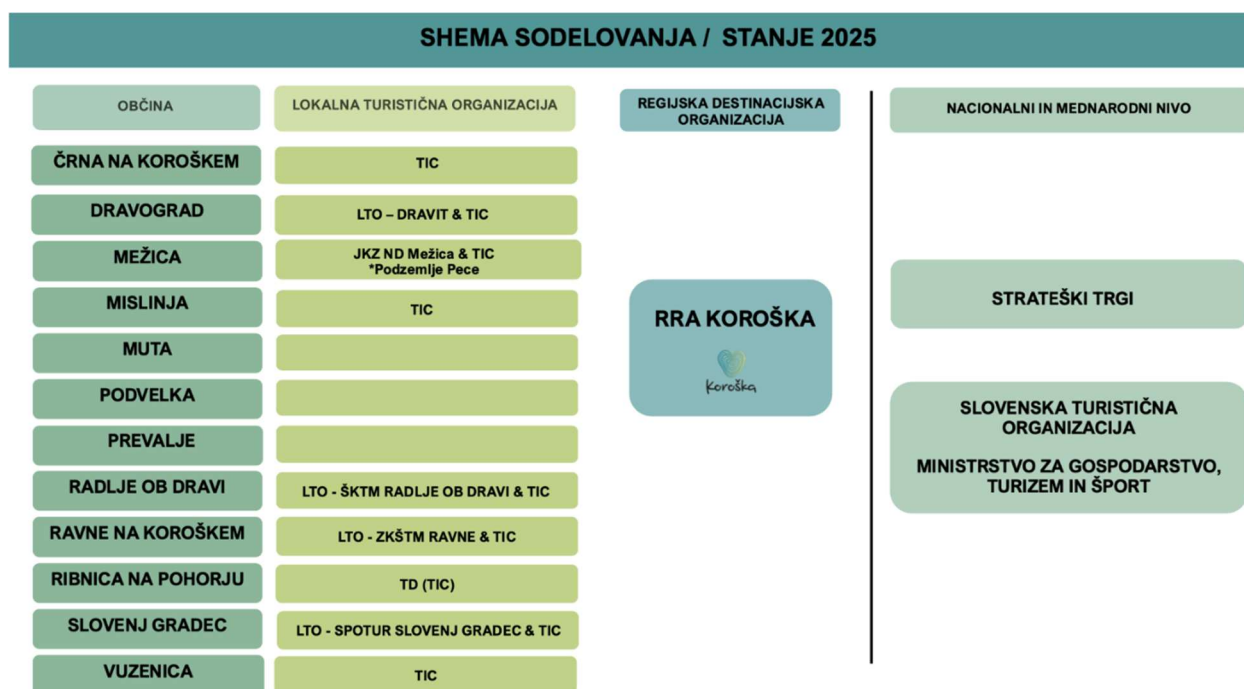 SHEMA SODELOVANJA / STANJE 2025
OBČINA
LOKALNA TURISTIČNA ORGANIZACIJA
REGIJSKA DESTINACIJSKA
ORGANIZACIJA
NACIONALNI IN MEDNARODNI NIVO
ČRNA NA KOROŠKEM
TIC
DRAVOGRAD
LTO – DRAVIT & TIC
MEŽICA
JKZ ND Mežica & TIC
*Podzemlje Pece
MISLINJA
TIC
MUTA
PODVELKA
PREVALJE
RADLJE OB DRAVI
LTO - ŠKTM RADLJE OB DRAVI & TIC
RAVNE NA KOROŠKEM
LTO - ZKŠTM RAVNE & TIC
RIBNICA NA POHORJU
TD (TIC)
SLOVENJ GRADEC
LTO - SPOTUR SLOVENJ GRADEC & TIC
VUZENICA
TIC
RRA KOROŠKA
Koroška
STRATEŠKI TRGI
SLOVENSKA TURISTIČNA
ORGANIZACIJA
MINISTRSTVO ZA GOSPODARSTVO,
TURIZEM IN ŠPORT